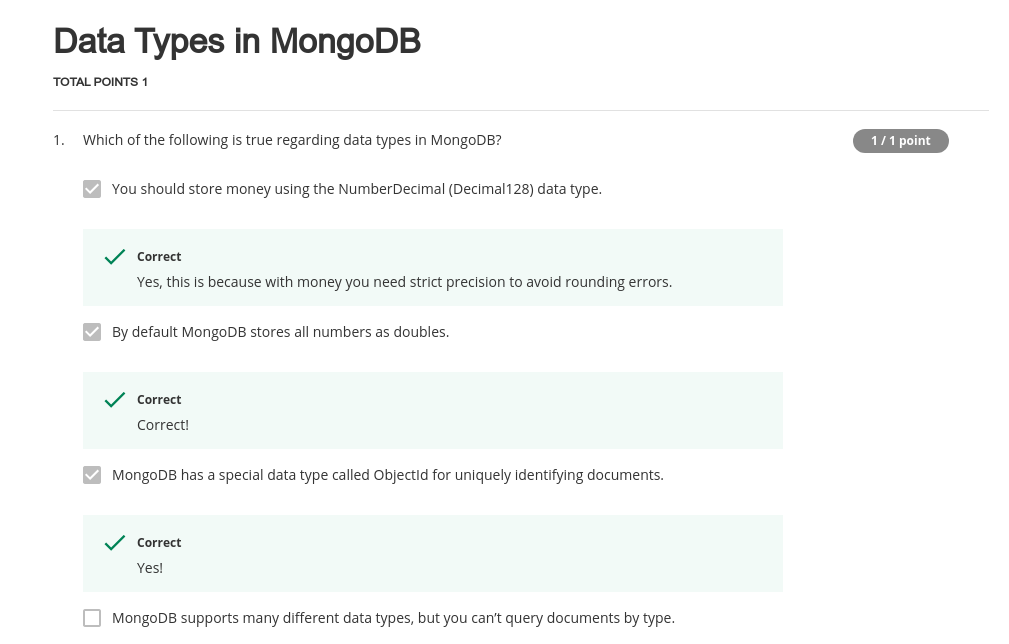 Data Types in MongoDB
TOTAL POINTS 1
1. Which of the following is true regarding data types in MongoDB?
1 / 1 point
You should store money using the NumberDecimal (Decimal128) data type.
Correct
Yes, this is because with money you need strict precision to avoid rounding errors.
By default MongoDB stores all numbers as doubles.
Correct
Correct!
MongoDB has a special data type called ObjectId for uniquely identifying documents.
Correct
Yes!
MongoDB supports many different data types, but you can’t query documents by type.